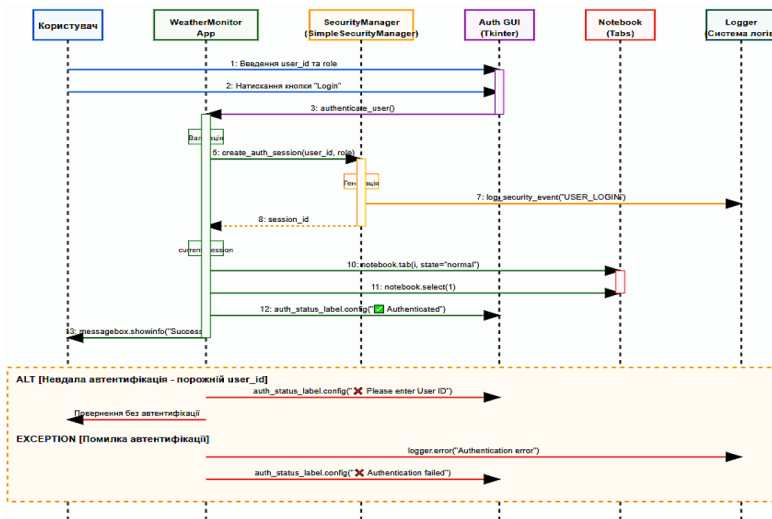 Користувач
WeatherMonitor
App
SecurityManager
(SimpleSecurityManager)
Auth GUI
(Tkinter)
Notebook
(Tabs)
Logger
(Система логів
1: Введення user_id та role
2: Натискання кнопки "Login"
3: authenticate_user()
create_auth_session(user_id, role)
7: log_security_event("USER_LOGIN")
8: session_id
10: notebook.tab(i, state="normal")
11: notebook.select(1)
12: auth_status_label.config("✅ Authenticated")
13: messagebox.showinfo("Success
ALT [Невдала автентифікація - порожній user_id]
auth_status_label.config("❌ Please enter User ID")
Повернення без автентифікації
EXCEPTION [Помилка автентифікації]
logger.error("Authentication error")
auth_status_label.config("❌ Authentication failed")